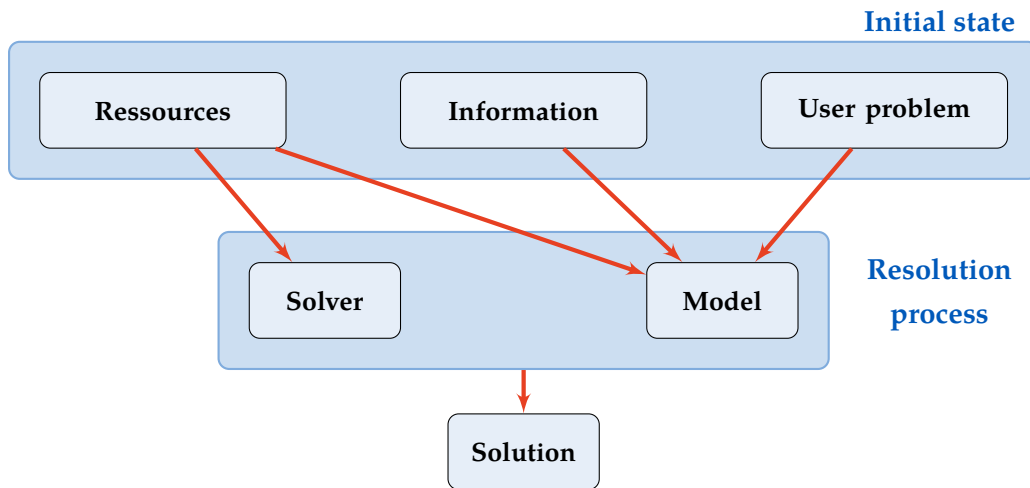 Initial state
Ressources
Information
User problem
Solver
Model
Resolution
process
Solution